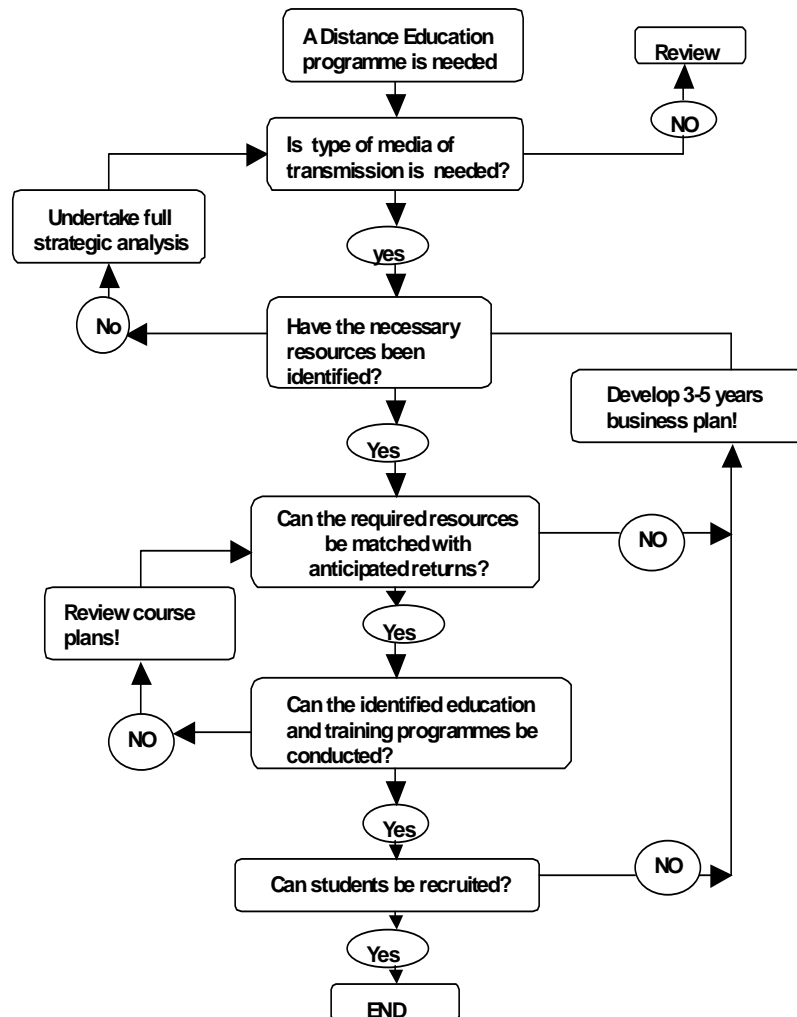 A Distance Education
programme is needed
Review
NO
Is type of media of
transmission is needed?
Undertake full
strategic analysis
yes
No
Have the necessary
resources been
identified?
Develop 3-5 years
business plan!
Yes
Can the required resources
be matched with
anticipated returns?
NO
Review course
plans!
Yes
Can the identified education
and training programmes be
conducted?
NO
Yes
NO
Can students be recruited?
Yes
END